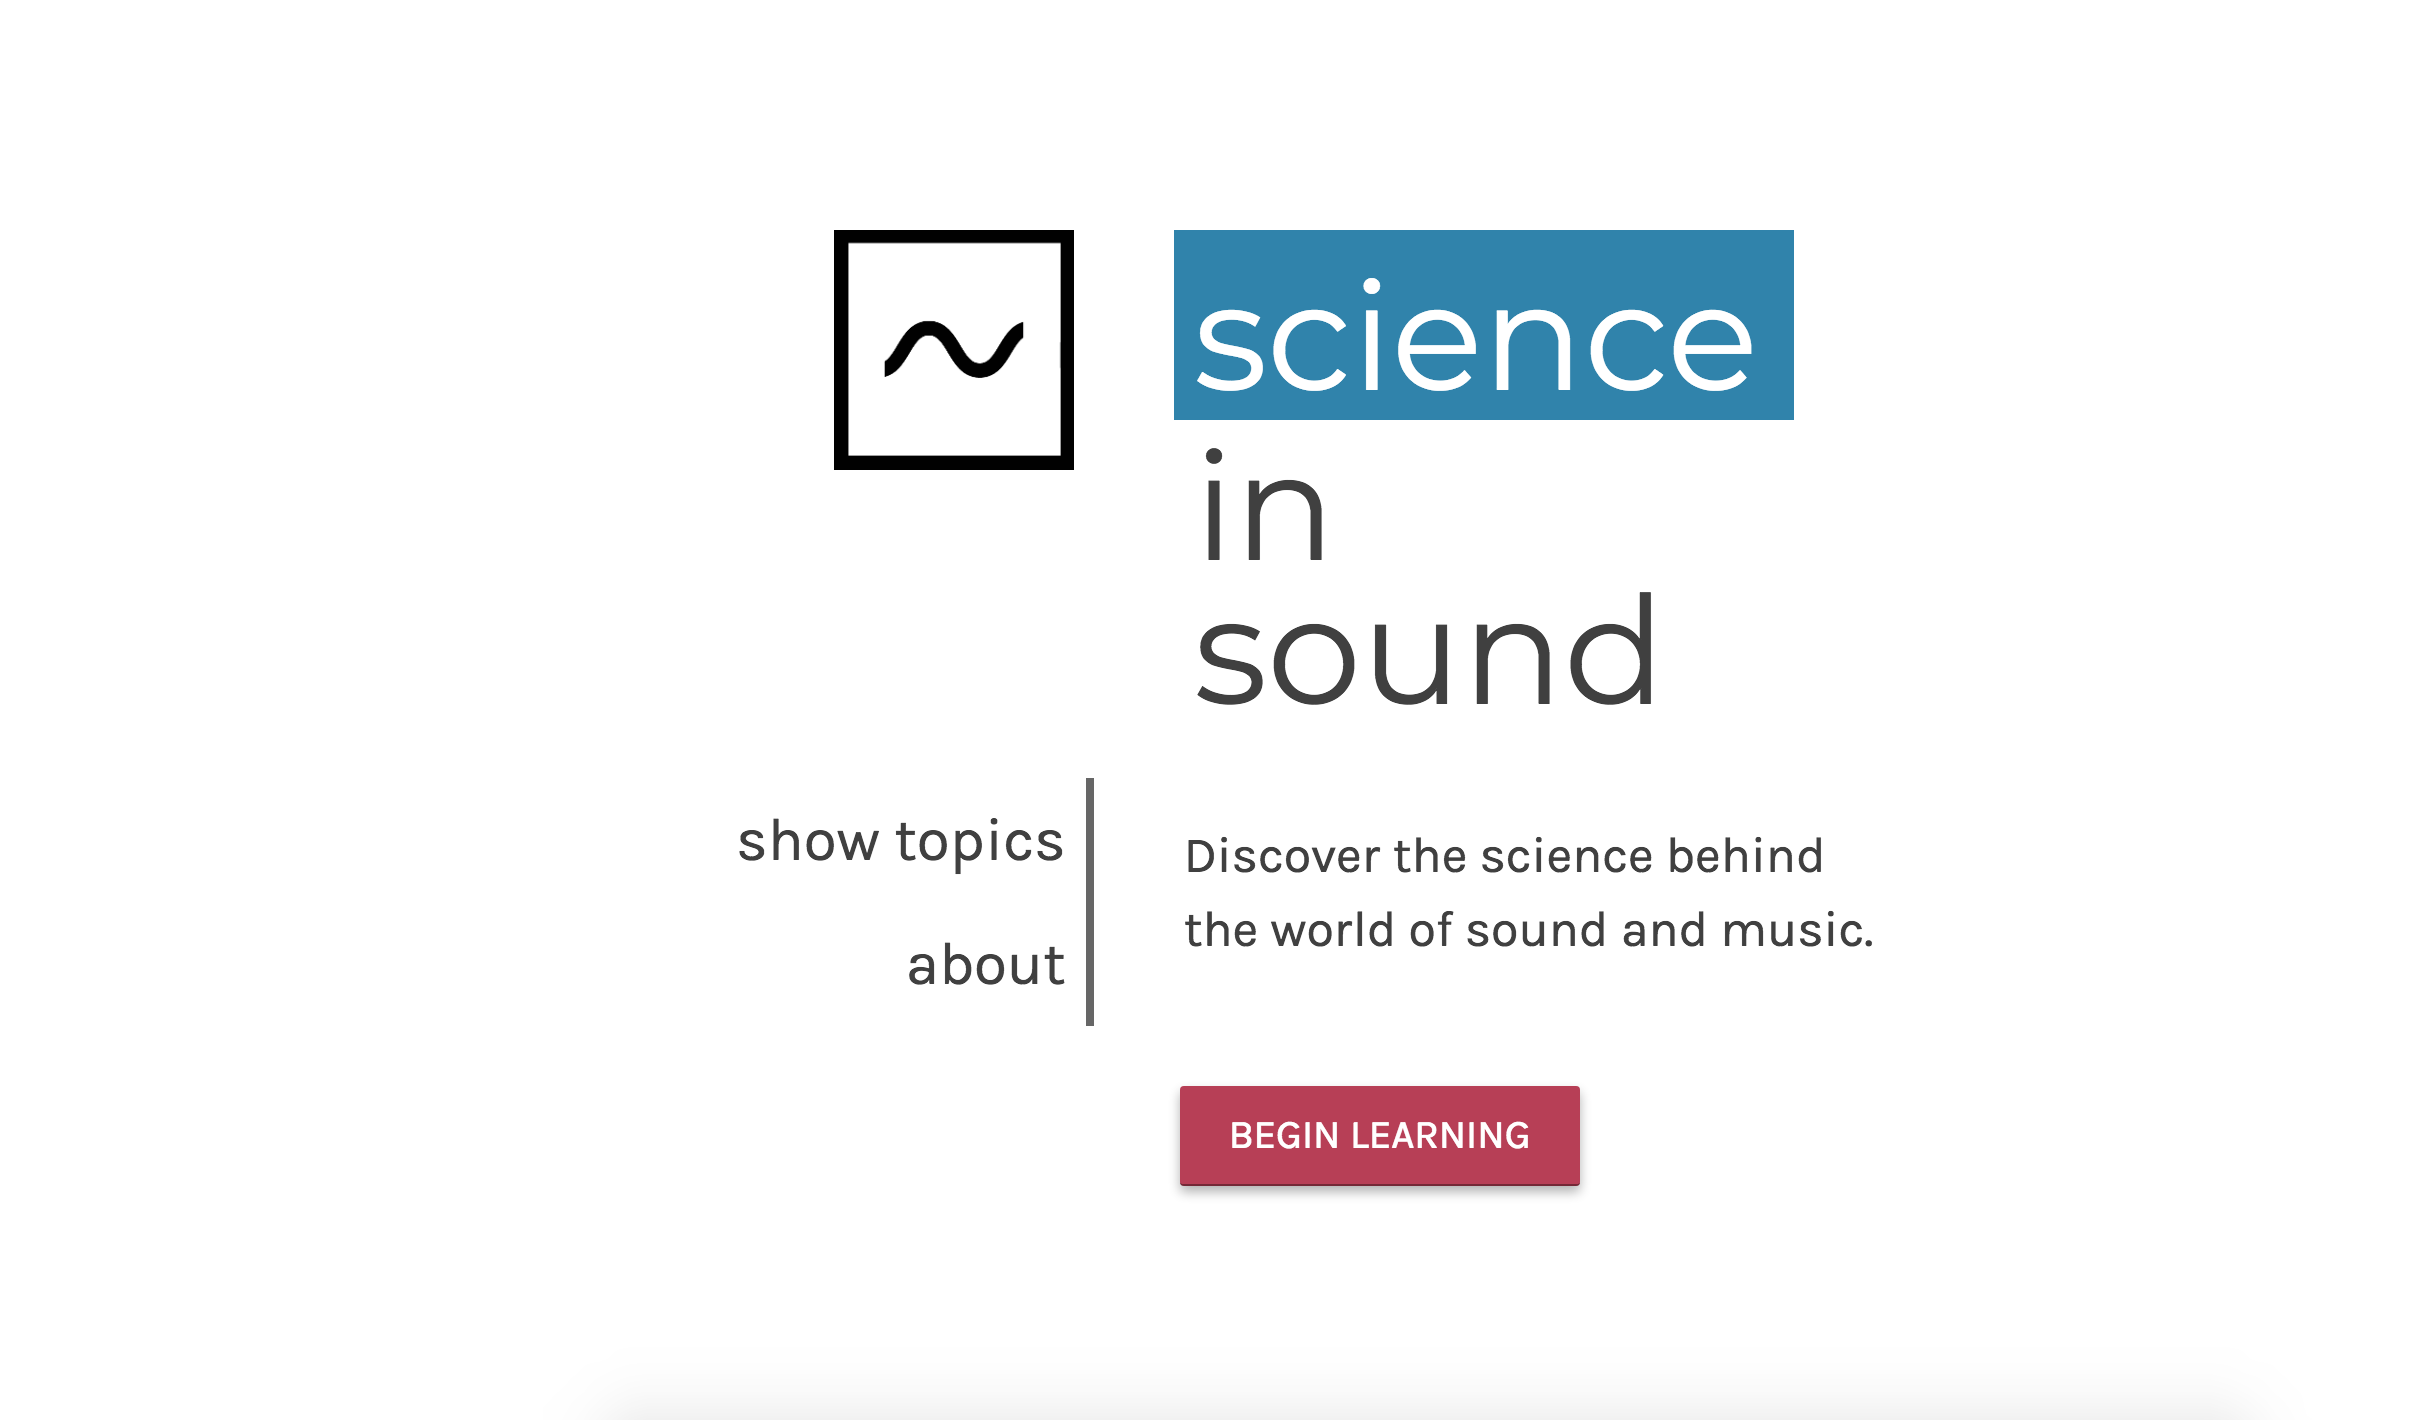 science
in
sound
show topics
about
Discover the science behind
the world of sound and music.
BEGIN LEARNING